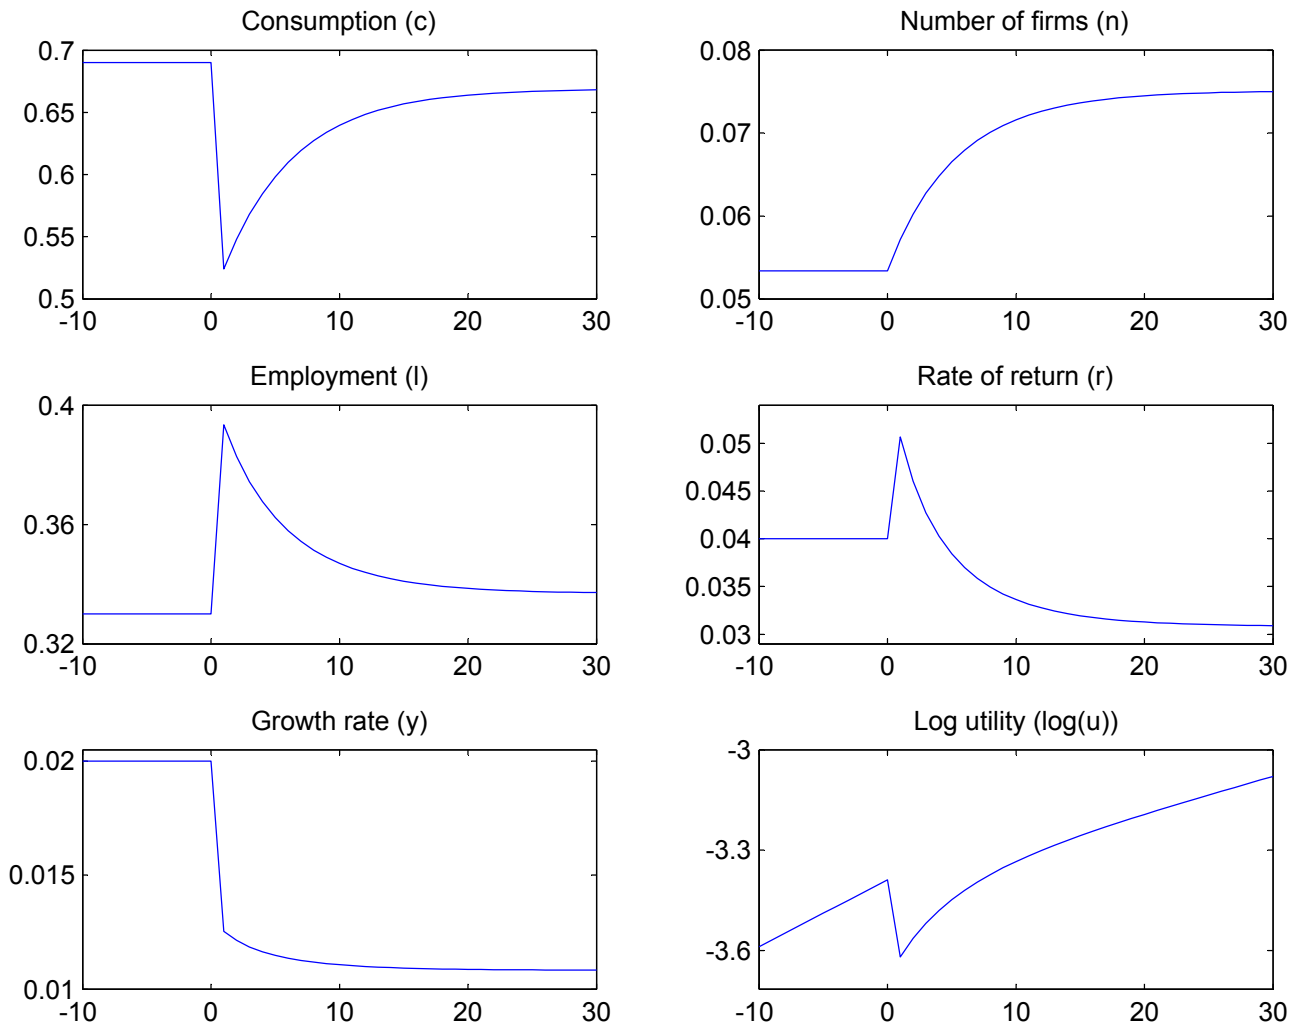 Consumption (c)
0.7
0.65
0.6
0.55
0.5
-10 0 10 20 30
Number of firms (n)
0.08
0.07
0.06
0.05
-10 0 10 20 30
Employment (l)
0.4
0.36
0.32
-10 0 10 20 30
Rate of return (r)
0.05
0.045
0.04
0.035
0.03
-10 0 10 20 30
Growth rate (y)
0.02
0.015
0.01
-10 0 10 20 30
Log utility (log(u))
-3
-3.3
-3.6
-10 0 10 20 30